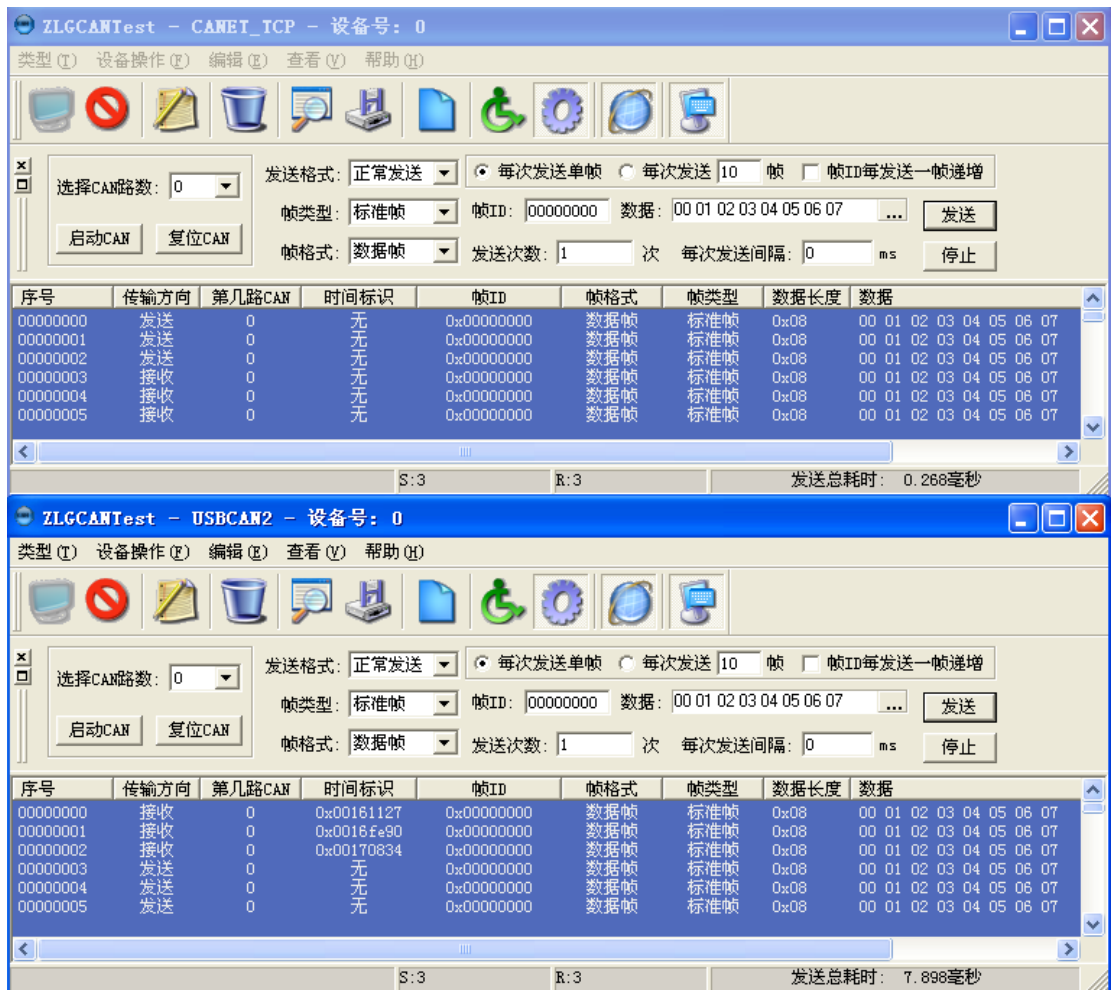 ZLGCANTest - CANET_TCP - 设备号: 0
类型(T) 设备操作(F) 编辑(E) 查看(V) 帮助(H)
发送格式: 正常发送 每次发送单帧 每次发送 10 帧 帧ID每发送一帧递增
选择CAN路数: 0
帧类型: 标准帧 帧ID: 00000000 数据: 00 01 02 03 04 05 06 07 ... 发送
启动CAN 复位CAN
帧格式: 数据帧 发送次数: 1 次 每次发送间隔: 0 ms 停止
序号 传输方向 第几路CAN 时间标识 帧ID 帧格式 帧类型 数据长度 数据
00000000 发送 0 无 0x00000000 数据帧 标准帧 0x08 00 01 02 03 04 05 06 07
00000001 发送 0 无 0x00000000 数据帧 标准帧 0x08 00 01 02 03 04 05 06 07
00000002 发送 0 无 0x00000000 数据帧 标准帧 0x08 00 01 02 03 04 05 06 07
00000003 接收 0 无 0x00000000 数据帧 标准帧 0x08 00 01 02 03 04 05 06 07
00000004 接收 0 无 0x00000000 数据帧 标准帧 0x08 00 01 02 03 04 05 06 07
00000005 接收 0 无 0x00000000 数据帧 标准帧 0x08 00 01 02 03 04 05 06 07
S:3 R:3 发送总耗时: 0.268毫秒
ZLGCANTest - USBCAN2 - 设备号: 0
类型(T) 设备操作(F) 编辑(E) 查看(V) 帮助(H)
发送格式: 正常发送 每次发送单帧 每次发送 10 帧 帧ID每发送一帧递增
选择CAN路数: 0
帧类型: 标准帧 帧ID: 00000000 数据: 00 01 02 03 04 05 06 07 ... 发送
启动CAN 复位CAN
帧格式: 数据帧 发送次数: 1 次 每次发送间隔: 0 ms 停止
序号 传输方向 第几路CAN 时间标识 帧ID 帧格式 帧类型 数据长度 数据
00000000 接收 0 0x00161127 0x00000000 数据帧 标准帧 0x08 00 01 02 03 04 05 06 07
00000001 接收 0 0x0016fe90 0x00000000 数据帧 标准帧 0x08 00 01 02 03 04 05 06 07
00000002 接收 0 0x00170834 0x00000000 数据帧 标准帧 0x08 00 01 02 03 04 05 06 07
00000003 发送 0 无 0x00000000 数据帧 标准帧 0x08 00 01 02 03 04 05 06 07
00000004 发送 0 无 0x00000000 数据帧 标准帧 0x08 00 01 02 03 04 05 06 07
00000005 发送 0 无 0x00000000 数据帧 标准帧 0x08 00 01 02 03 04 05 06 07
S:3 R:3 发送总耗时: 7.898毫秒